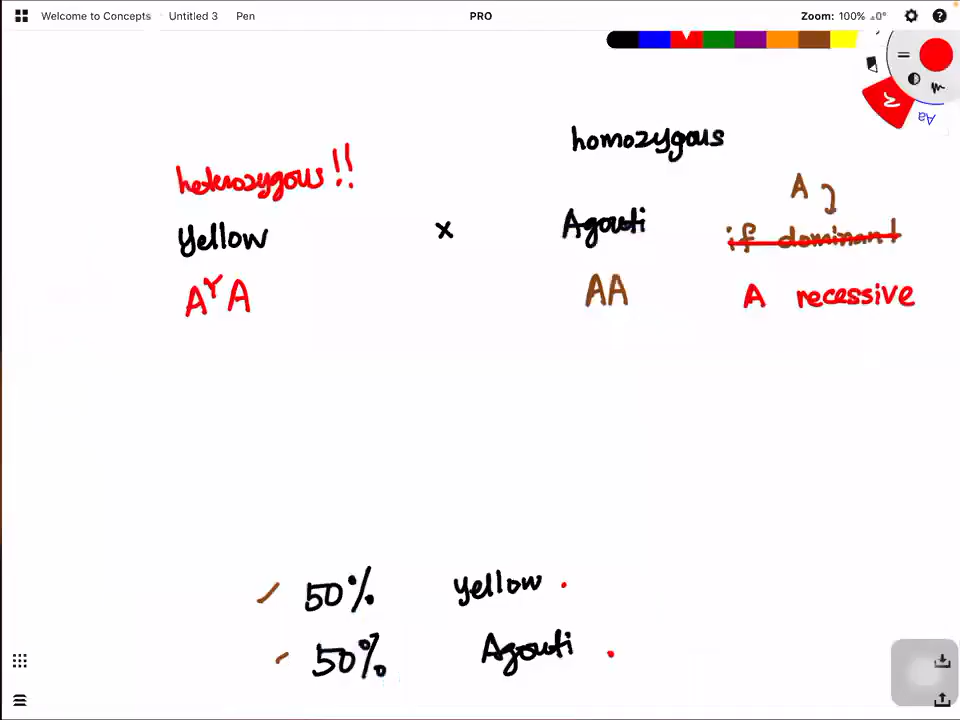 Welcome to Concepts Untitled 3 Pen PRO Zoom: 100% 0°
Aa
homozygous
heterozygous!!
A
Yellow x Agouti if dominant
AʸA AA A recessive
50% yellow
50% Agouti